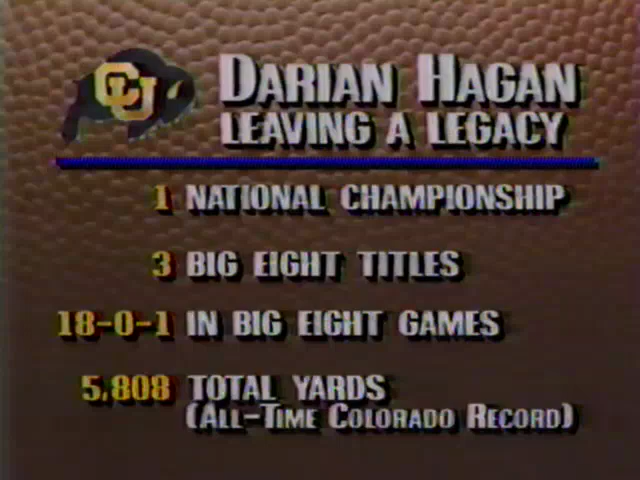 CU
DARIAN HAGAN
LEAVING A LEGACY
1 NATIONAL CHAMPIONSHIP
3 BIG EIGHT TITLES
18-0-1 IN BIG EIGHT GAMES
5,808 TOTAL YARDS
(ALL-TIME COLORADO RECORD)